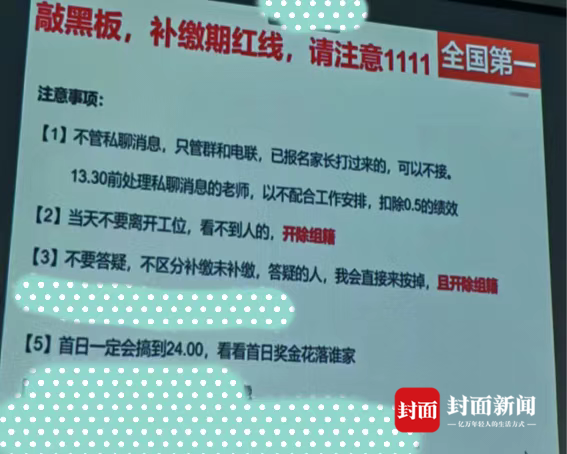 敲黑板，补缴期红线，请注意1111
全国第一
注意事项：
【1】不管私聊消息，只管群和电联，已报名家长打过来的，可以不接。
13.30前处理私聊消息的老师，以不配合工作安排，扣除0.5的绩效
【2】当天不要离开工位，看不到人的，开除组籍
【3】不要答疑，不区分补缴未补缴，答疑的人，我会直接来按掉，且开除组籍
【5】首日一定会搞到24.00，看看首日奖金花落谁家
封面
封面新闻
亿万年轻人的生活方式